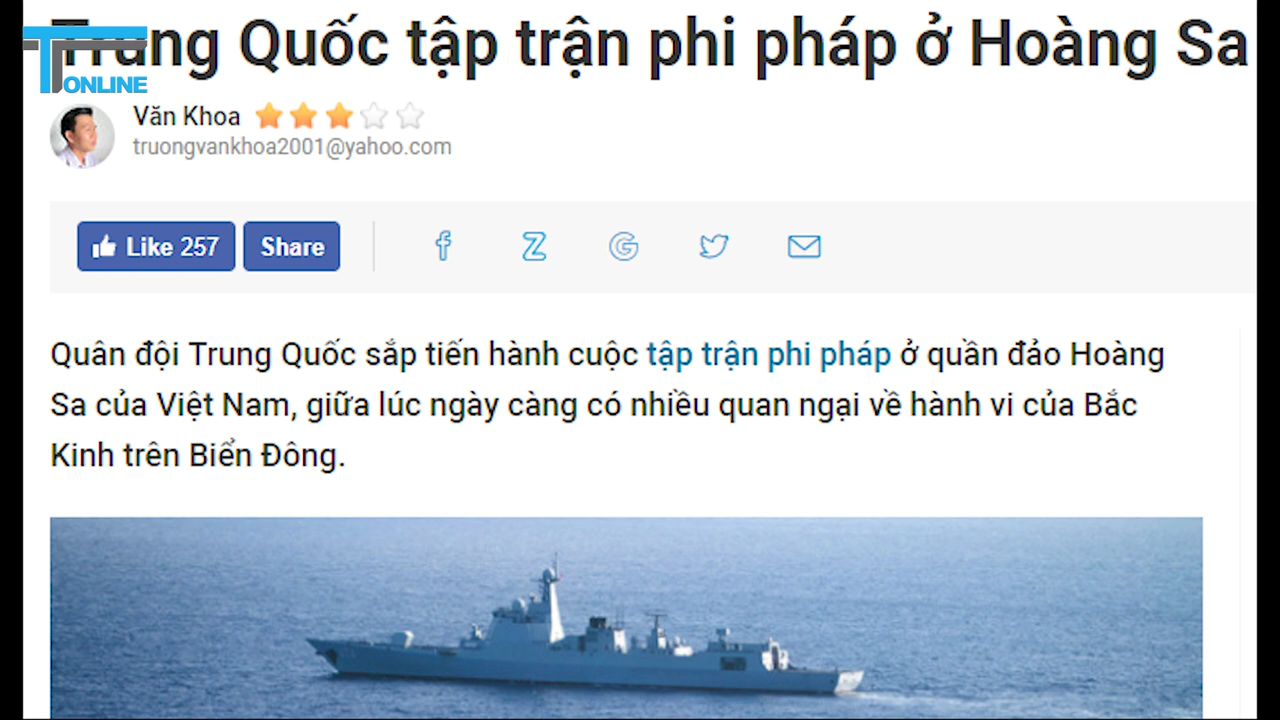 Trung Quốc tập trận phi pháp ở Hoàng Sa
TT ONLINE
Văn Khoa
truongvankhoa2001@yahoo.com
Like 257 Share
Quân đội Trung Quốc sắp tiến hành cuộc tập trận phi pháp ở quần đảo Hoàng
Sa của Việt Nam, giữa lúc ngày càng có nhiều quan ngại về hành vi của Bắc
Kinh trên Biển Đông.